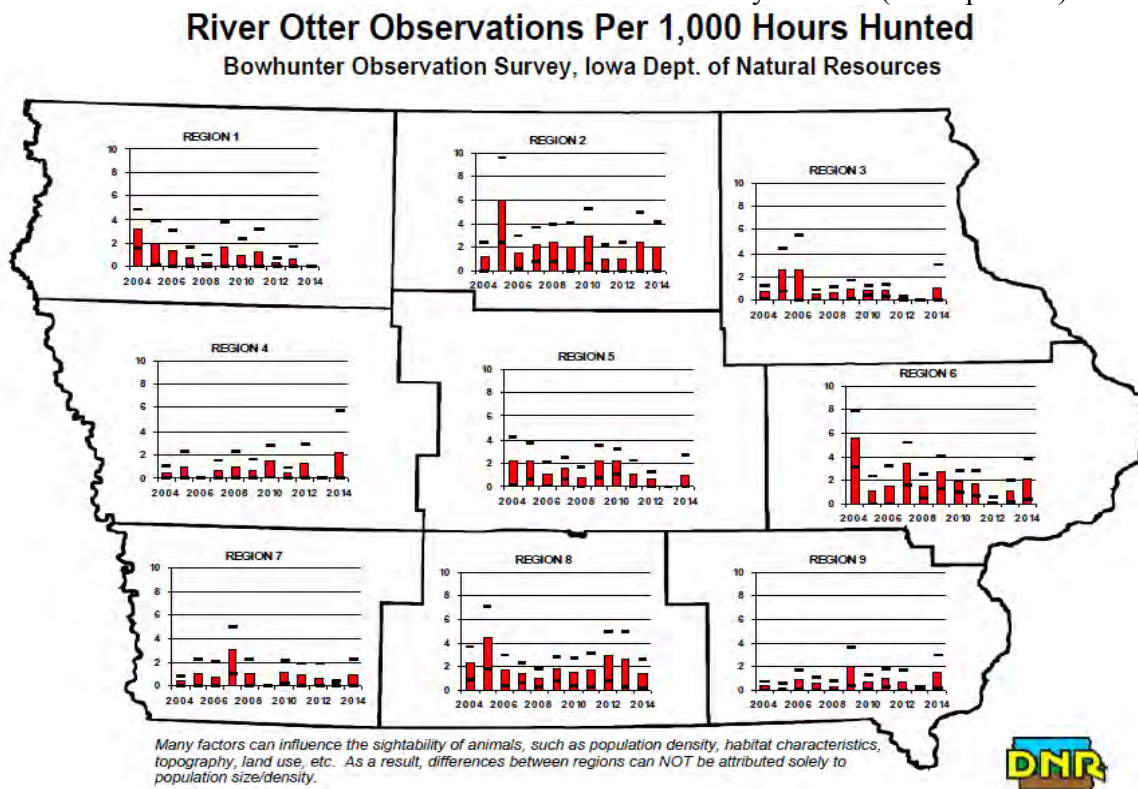 River Otter Observations Per 1,000 Hours Hunted
Bowhunter Observation Survey, Iowa Dept. of Natural Resources
REGION 1
10
8
6
4
2
0
2004 2006 2008 2010 2012 2014
REGION 2
10
8
6
4
2
0
2004 2006 2008 2010 2012 2014
REGION 3
10
8
6
4
2
0
2004 2006 2008 2010 2012 2014
REGION 4
10
8
6
4
2
0
2004 2006 2008 2010 2012 2014
REGION 5
10
8
6
4
2
0
2004 2006 2008 2010 2012 2014
REGION 6
10
8
6
4
2
0
2004 2006 2008 2010 2012 2014
REGION 7
10
8
6
4
2
0
2004 2006 2008 2010 2012 2014
REGION 8
10
8
6
4
2
0
2004 2006 2008 2010 2012 2014
REGION 9
10
8
6
4
2
0
2004 2006 2008 2010 2012 2014
Many factors can influence the sightability of animals, such as population density, habitat characteristics,
topography, land use, etc. As a result, differences between regions can NOT be attributed solely to
population size/density.
DNR